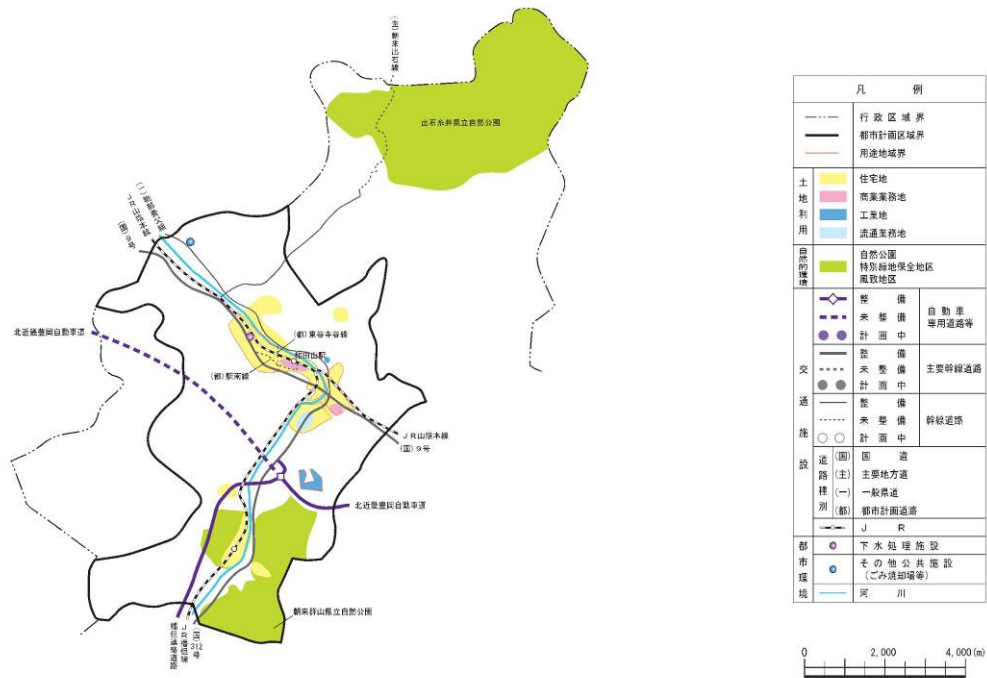 (主)朝来出石線
出石糸井県立自然公園
JR山陰本線
(国)9号
北近畿豊岡自動車道
(都)東谷寺谷線
和田山駅
(都)駅南線
JR山陰本線
(国)9号
北近畿豊岡自動車道
朝来群山県立自然公園
播但連絡道路
JR播但線
(国)312号
凡 例
行政区域界
都市計画区域界
用途地域界
土地利用
住宅地
商業業務地
工業地
流通業務地
自然的環境
自然公園
特別緑地保全地区
風致地区
交通施設
整備
未整備
計画中
自動車
専用道路等
整備
未整備
計画中
主要幹線道路
整備
未整備
計画中
幹線道路
道路種別
(国) 国道
(主) 主要地方道
(一) 一般県道
(都) 都市計画道路
JR
都市環境
下水処理施設
その他公共施設
(ごみ焼却場等)
河川
0 2,000 4,000(m)